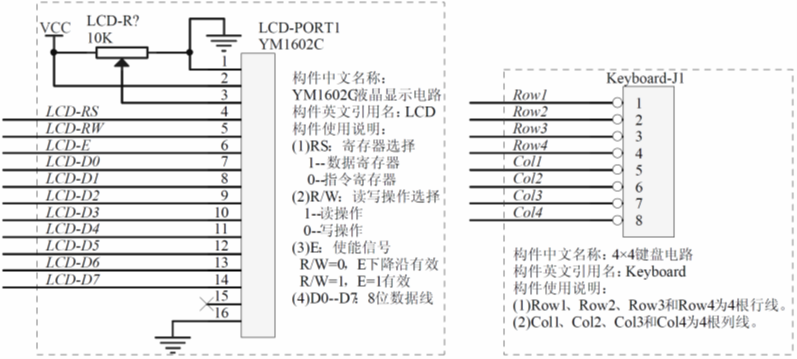 LCD-R?
VCC
10K
LCD-PORT1
YM1602C
1
2
3
4
5
6
7
8
9
10
11
12
13
14
15
16
LCD-RS
LCD-RW
LCD-E
LCD-D0
LCD-D1
LCD-D2
LCD-D3
LCD-D4
LCD-D5
LCD-D6
LCD-D7
构件中文名称：
YM1602C液晶显示电路
构件英文引用名：LCD
构件使用说明：
(1)RS：寄存器选择
1--数据寄存器
0--指令寄存器
(2)R/W：读写操作选择
1--读操作
0--写操作
(3)E：使能信号
R/W=0，E下降沿有效
R/W=1，E=1有效
(4)D0--D7：8位数据线
Keyboard-J1
Row1
Row2
Row3
Row4
Col1
Col2
Col3
Col4
1
2
3
4
5
6
7
8
构件中文名称：4×4键盘电路
构件英文引用名：Keyboard
构件使用说明：
(1)Row1、Row2、Row3和Row4为4根行线。
(2)Col1、Col2、Col3和Col4为4根列线。